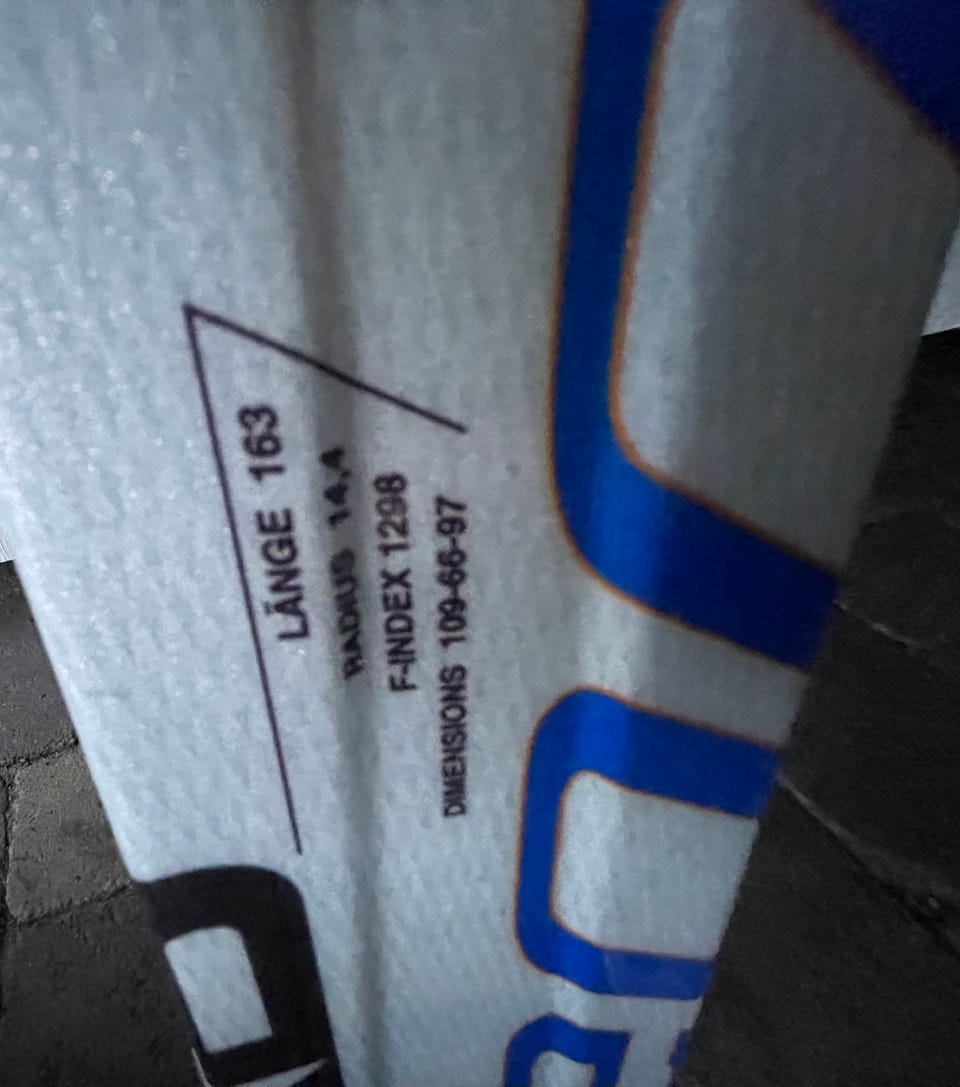 LÄNGE 163
RADIUS 14,4
F-INDEX 1298
DIMENSIONS 109-66-97